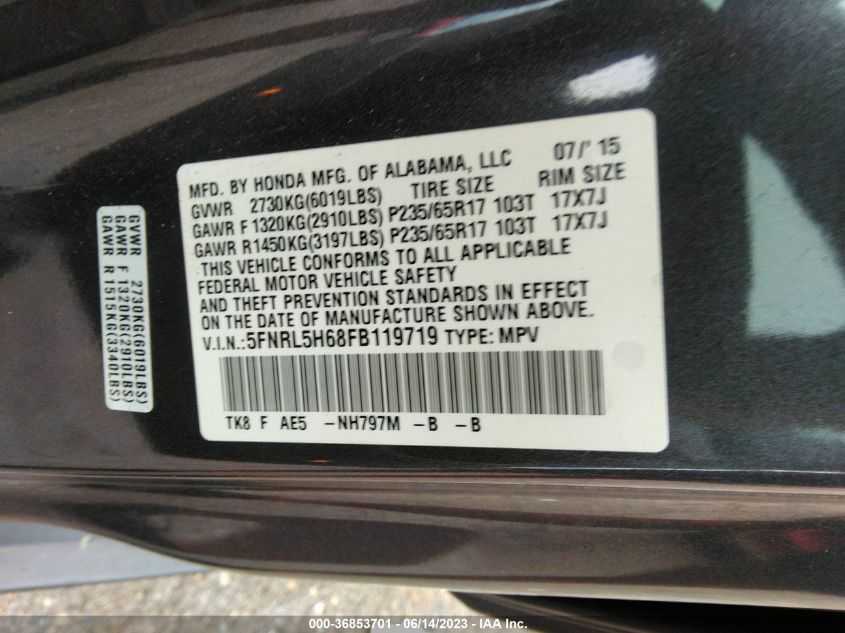 MFD. BY HONDA MFG. OF ALABAMA, LLC 07/' 15
GVWR 2730KG(6019LBS) TIRE SIZE RIM SIZE
GAWR F 1320KG(2910LBS) P235/65R17 103T 17X7J
GAWR R1450KG(3197LBS) P235/65R17 103T 17X7J
THIS VEHICLE CONFORMS TO ALL APPLICABLE
FEDERAL MOTOR VEHICLE SAFETY
AND THEFT PREVENTION STANDARDS IN EFFECT
ON THE DATE OF MANUFACTURE SHOWN ABOVE.
V.I.N.:5FNRL5H68FB119719 TYPE: MPV
TK8 F AE5 -NH797M -B -B
GVWR 2730KG(6019LBS)
GAWR F 1320KG(2910LBS)
GAWR R 1515KG(3340LBS)
000-36853701 - 06/14/2023 - IAA Inc.